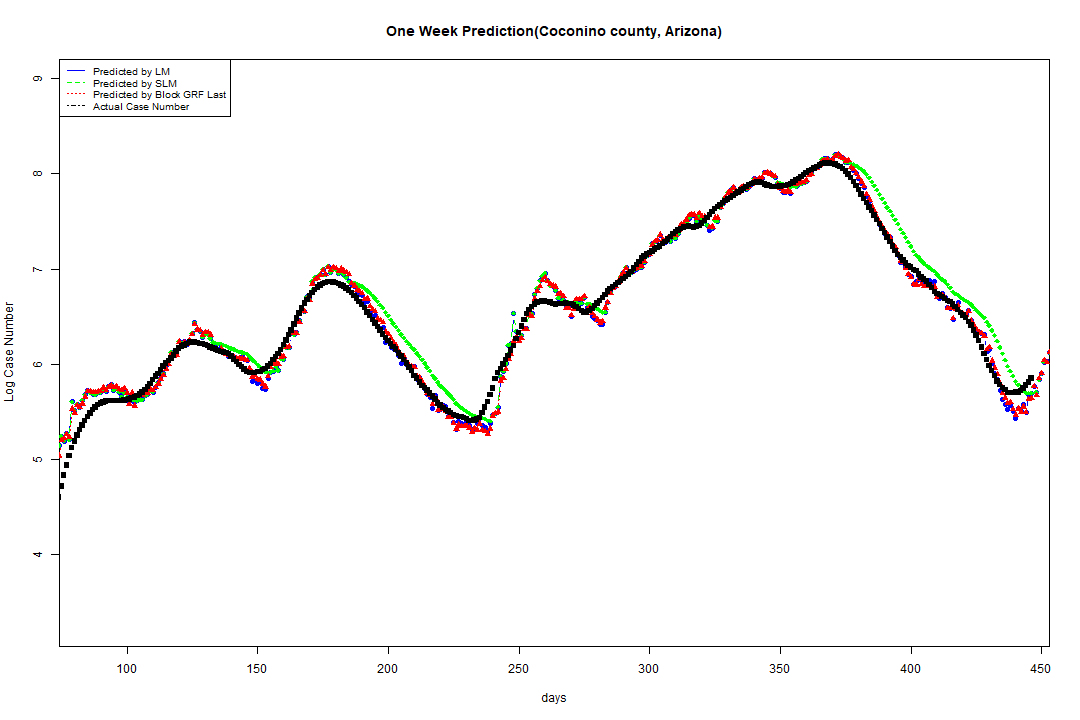 One Week Prediction(Coconino county, Arizona)
Predicted by LM
Predicted by SLM
Predicted by Block GRF Last
Actual Case Number
9
8
7
6
5
4
Log Case Number
100 150 200 250 300 350 400 450
days